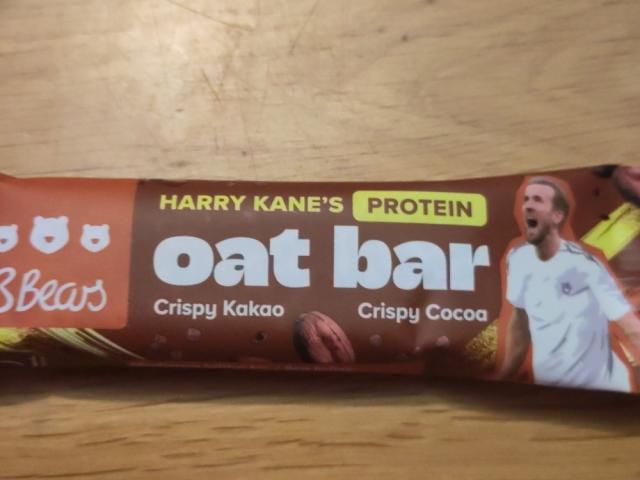 HARRY KANE'S PROTEIN
oat bar
Crispy Kakao Crispy Cocoa
3Bears